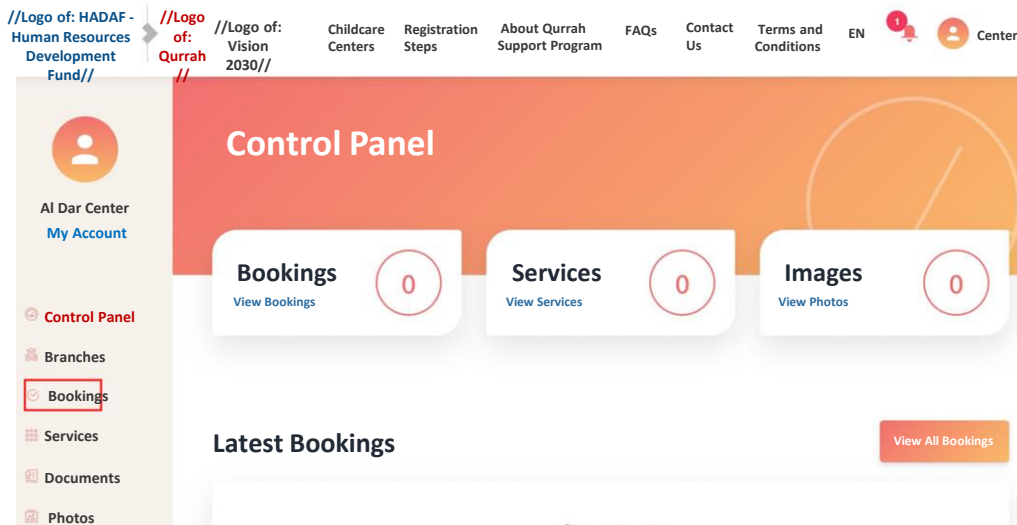 //Logo of: HADAF -
Human Resources
Development
Fund//
//Logo
of:
Qurrah
//
//Logo of:
Vision
2030//
Childcare
Centers
Registration
Steps
About Qurrah
Support Program
FAQs
Contact
Us
Terms and
Conditions
EN
1
Center
Al Dar Center
My Account
Control Panel
Branches
Bookings
Services
Documents
Photos
Control Panel
Bookings
View Bookings
0
Services
View Services
0
Images
View Photos
0
Latest Bookings
View All Bookings